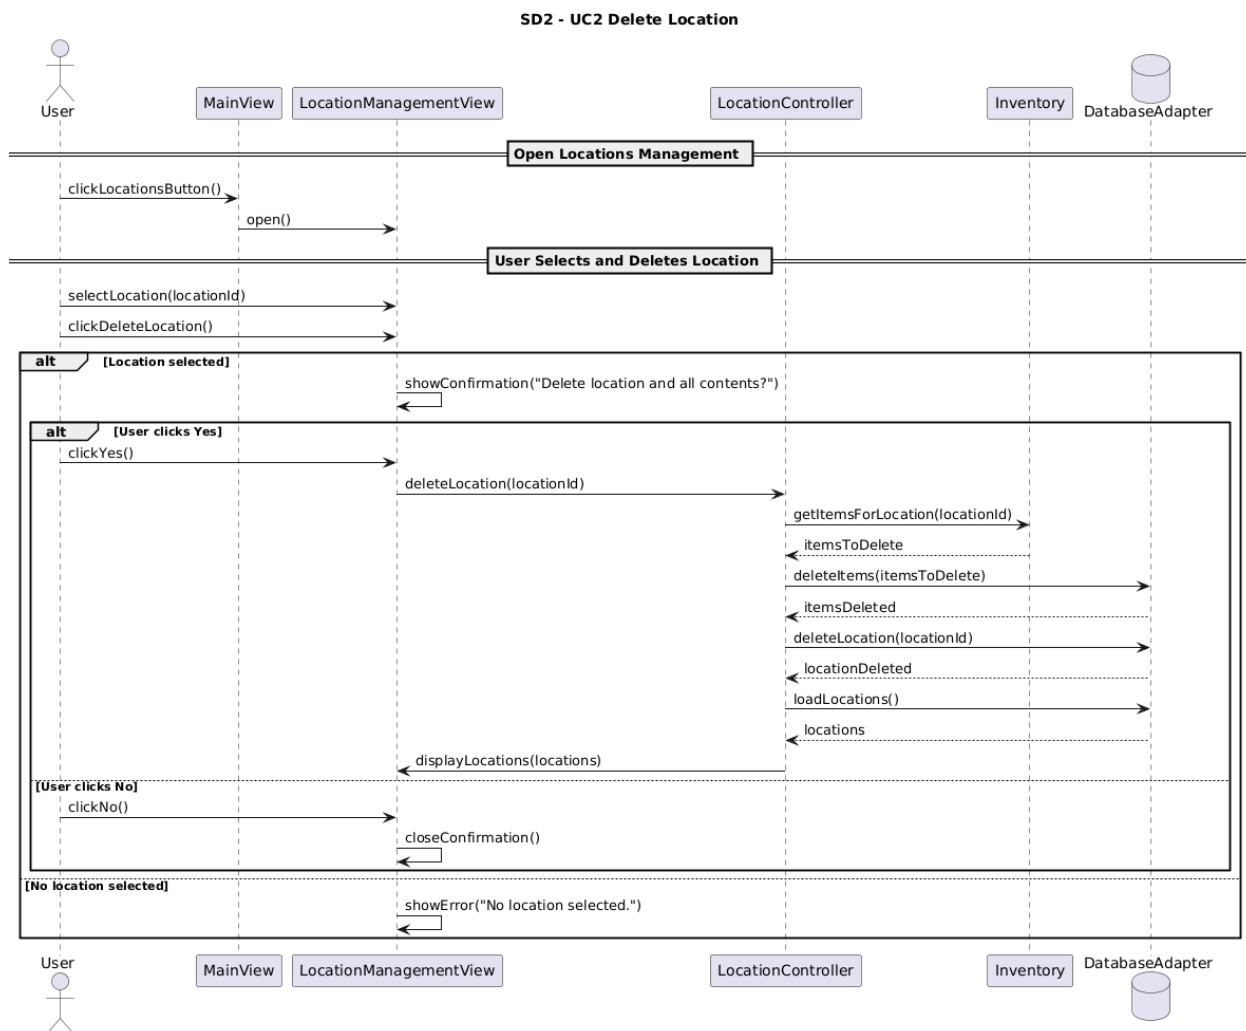 SD2 - UC2 Delete Location
User
MainView
LocationManagementView
LocationController
Inventory
DatabaseAdapter
Open Locations Management
clickLocationsButton()
open()
User Selects and Deletes Location
selectLocation(locationId)
clickDeleteLocation()
alt [Location selected]
showConfirmation("Delete location and all contents?")
alt [User clicks Yes]
clickYes()
deleteLocation(locationId)
getItemsForLocation(locationId)
itemsToDelete
deleteItems(itemsToDelete)
itemsDeleted
deleteLocation(locationId)
locationDeleted
loadLocations()
locations
displayLocations(locations)
[User clicks No]
clickNo()
closeConfirmation()
[No location selected]
showError("No location selected.")
User
MainView
LocationManagementView
LocationController
Inventory
DatabaseAdapter